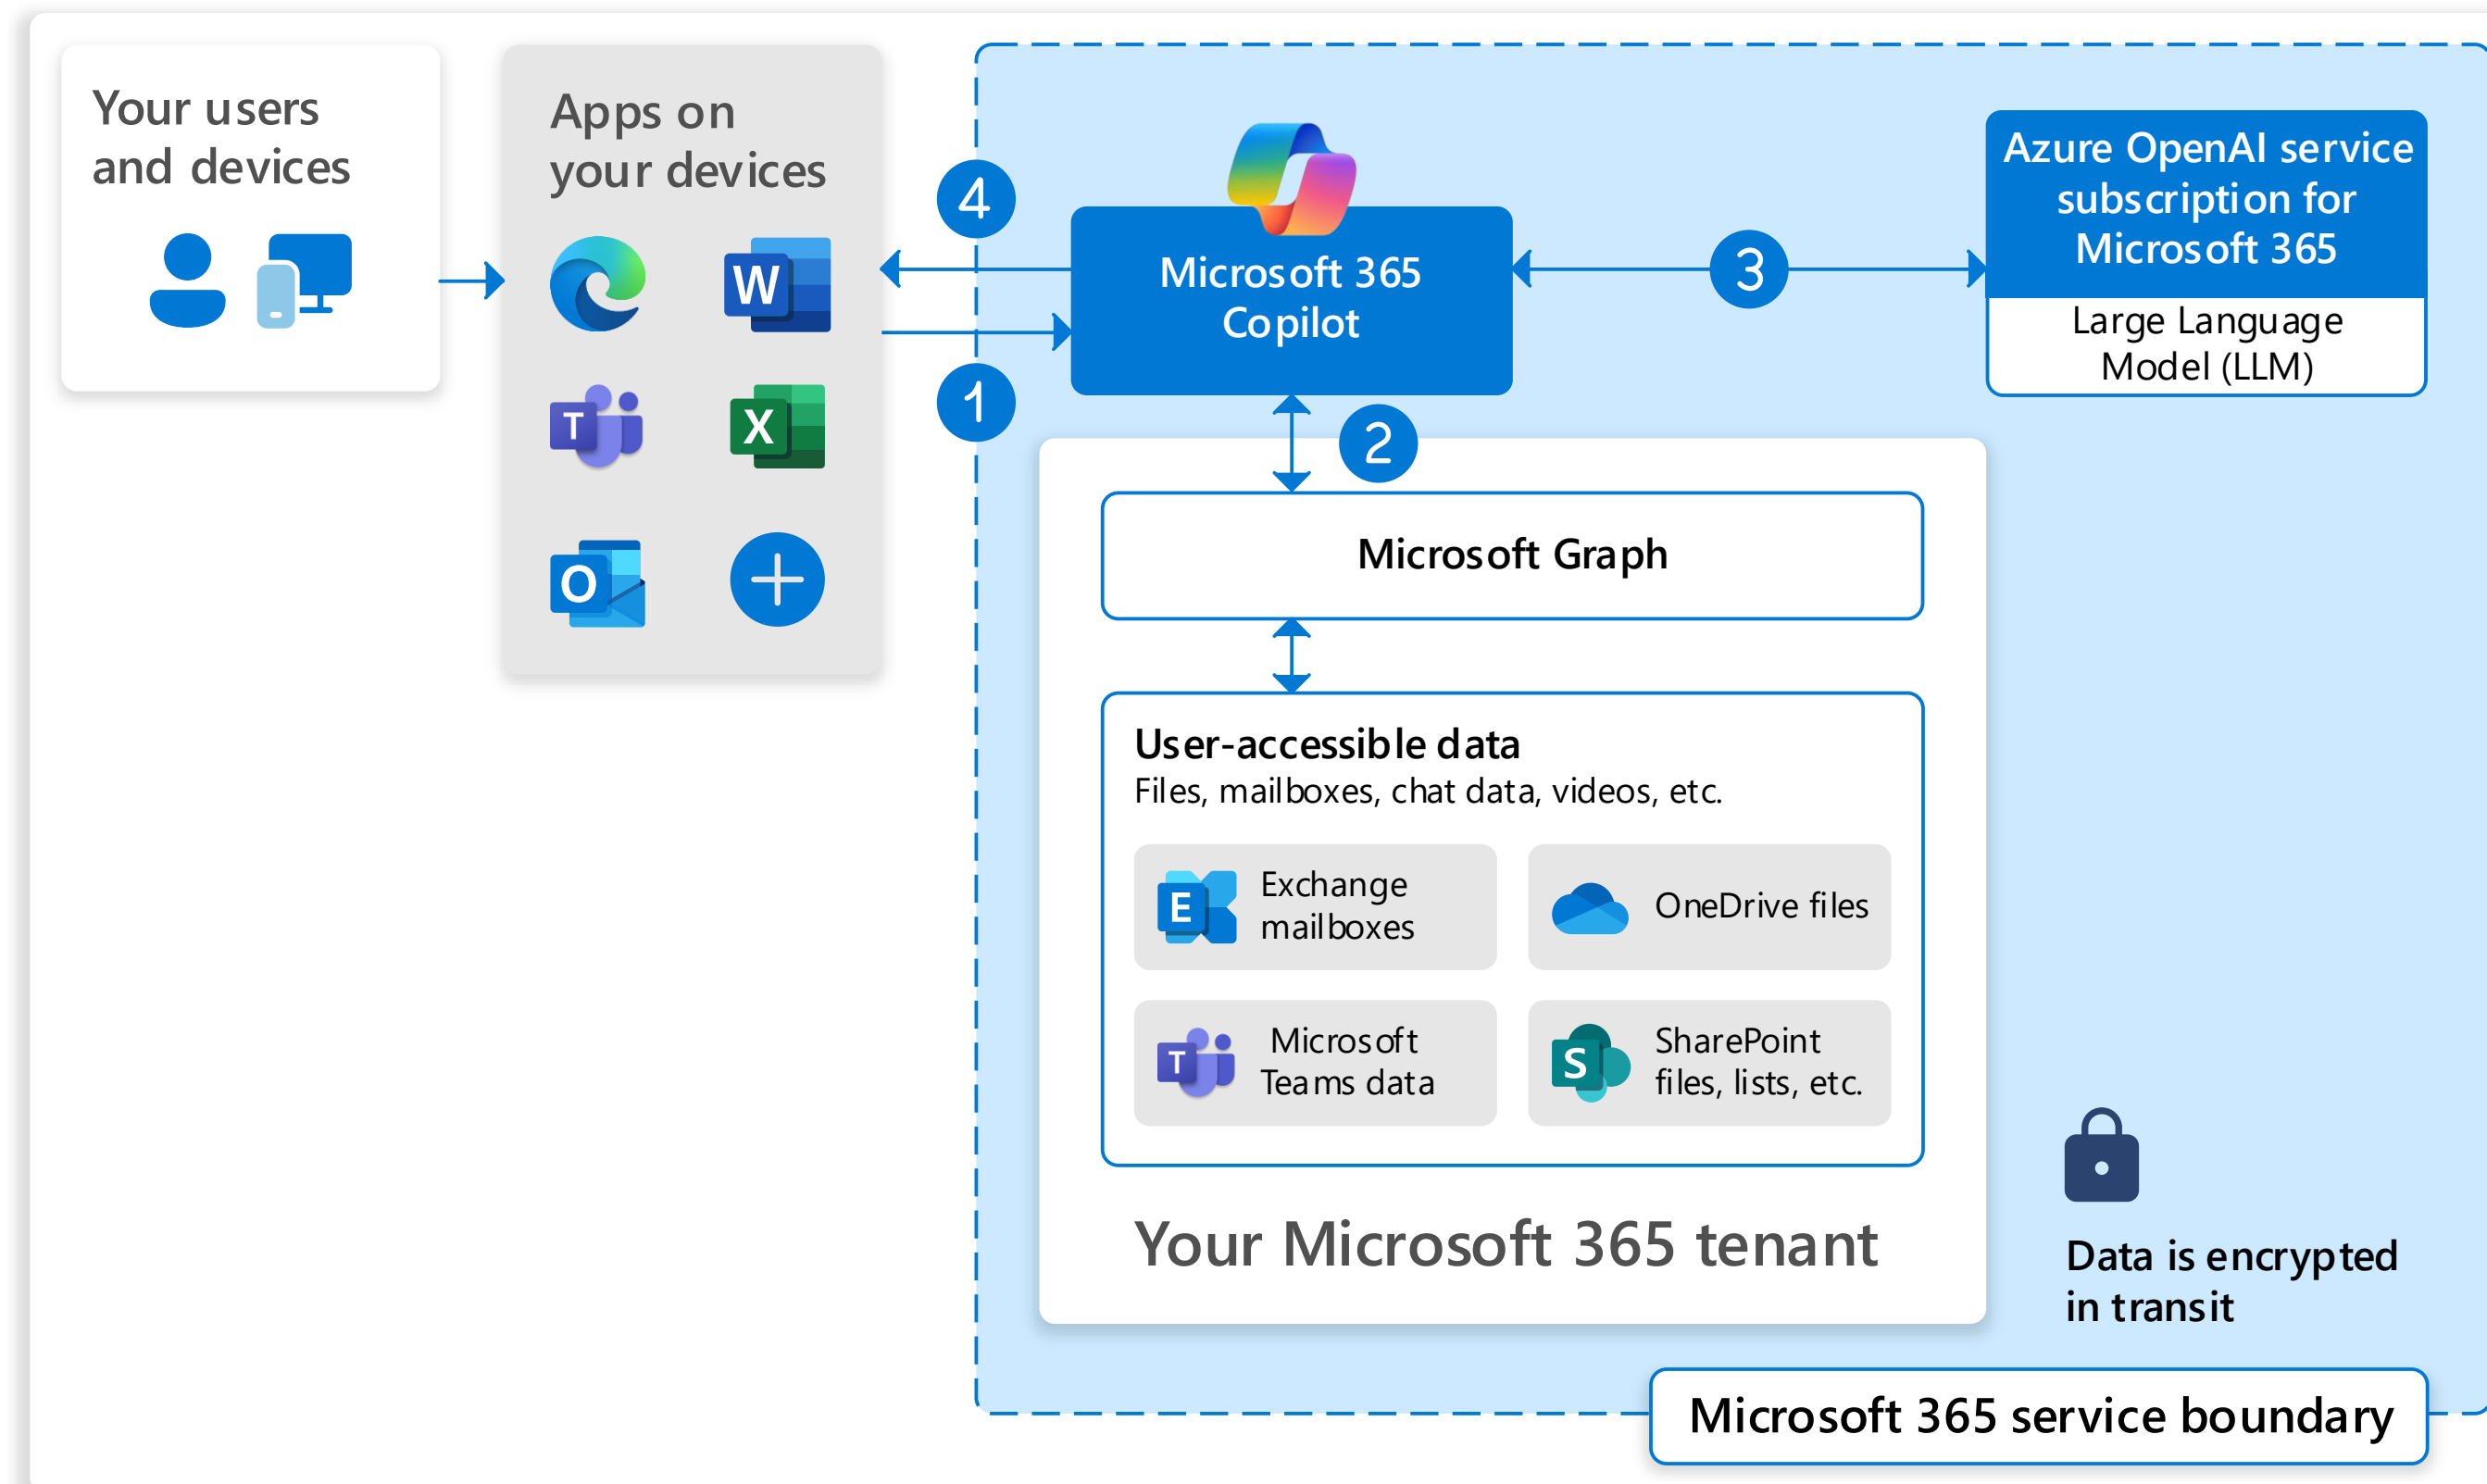 Your users
and devices
Apps on
your devices
W
T
X
O
4
1
Microsoft 365
Copilot
3
Azure OpenAI service
subscription for
Microsoft 365
Large Language
Model (LLM)
2
Microsoft Graph
User-accessible data
Files, mailboxes, chat data, videos, etc.
E
Exchange
mailboxes
OneDrive files
T
Microsoft
Teams data
S
SharePoint
files, lists, etc.
Your Microsoft 365 tenant
Data is encrypted
in transit
Microsoft 365 service boundary